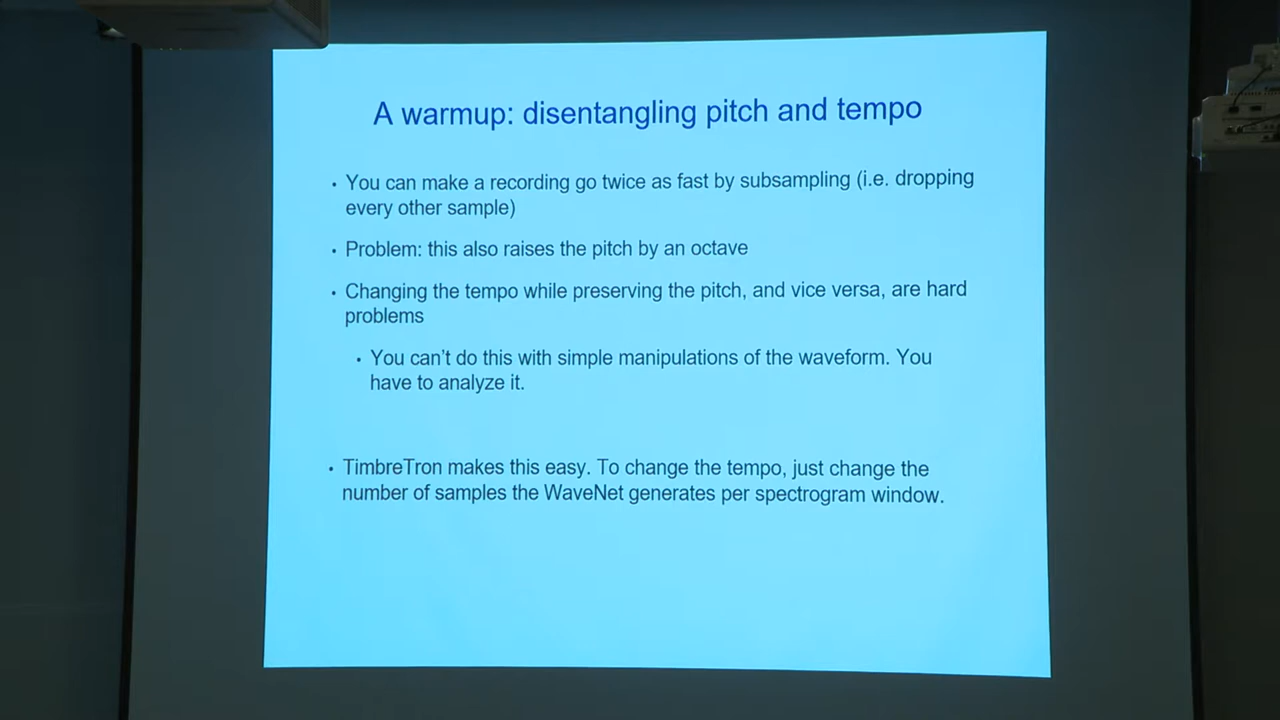 A warmup: disentangling pitch and tempo
· You can make a recording go twice as fast by subsampling (i.e. dropping
every other sample)
· Problem: this also raises the pitch by an octave
· Changing the tempo while preserving the pitch, and vice versa, are hard
problems
· You can't do this with simple manipulations of the waveform. You
have to analyze it.
· TimbreTron makes this easy. To change the tempo, just change the
number of samples the WaveNet generates per spectrogram window.